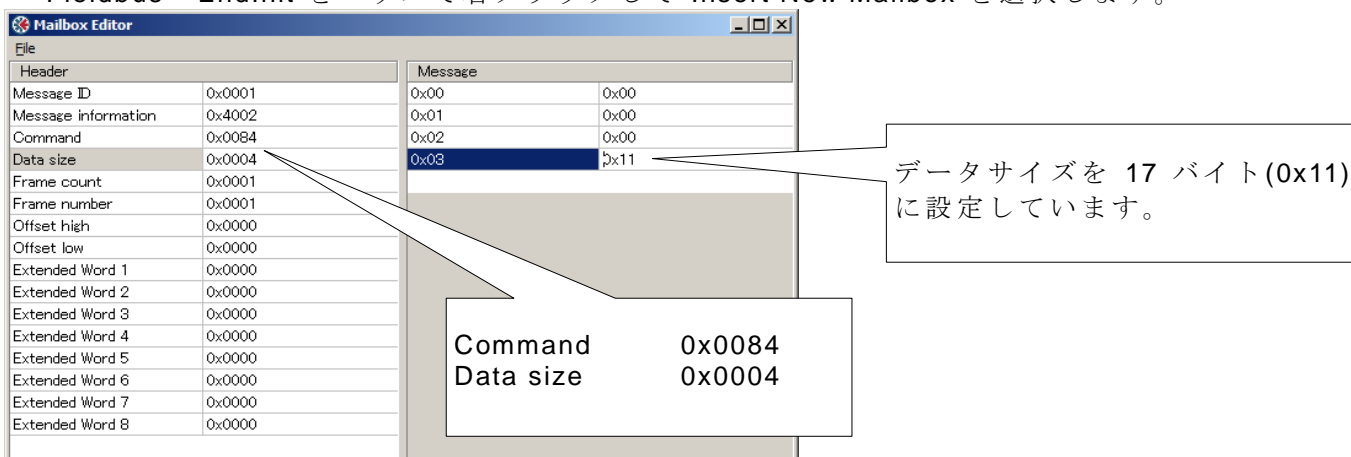 Mailbox Editor
File
Header Message
Message ID 0x0001 0x00 0x00
Message information 0x4002 0x01 0x00
Command 0x0084 0x02 0x00
Data size 0x0004 0x03 0x11
Frame count 0x0001
Frame number 0x0001
Offset high 0x0000
Offset low 0x0000
Extended Word 1 0x0000
Extended Word 2 0x0000
Extended Word 3 0x0000
Extended Word 4 0x0000
Extended Word 5 0x0000
Extended Word 6 0x0000
Extended Word 7 0x0000
Extended Word 8 0x0000
データサイズを 17 バイト(0x11)
に設定しています。
Command 0x0084
Data size 0x0004